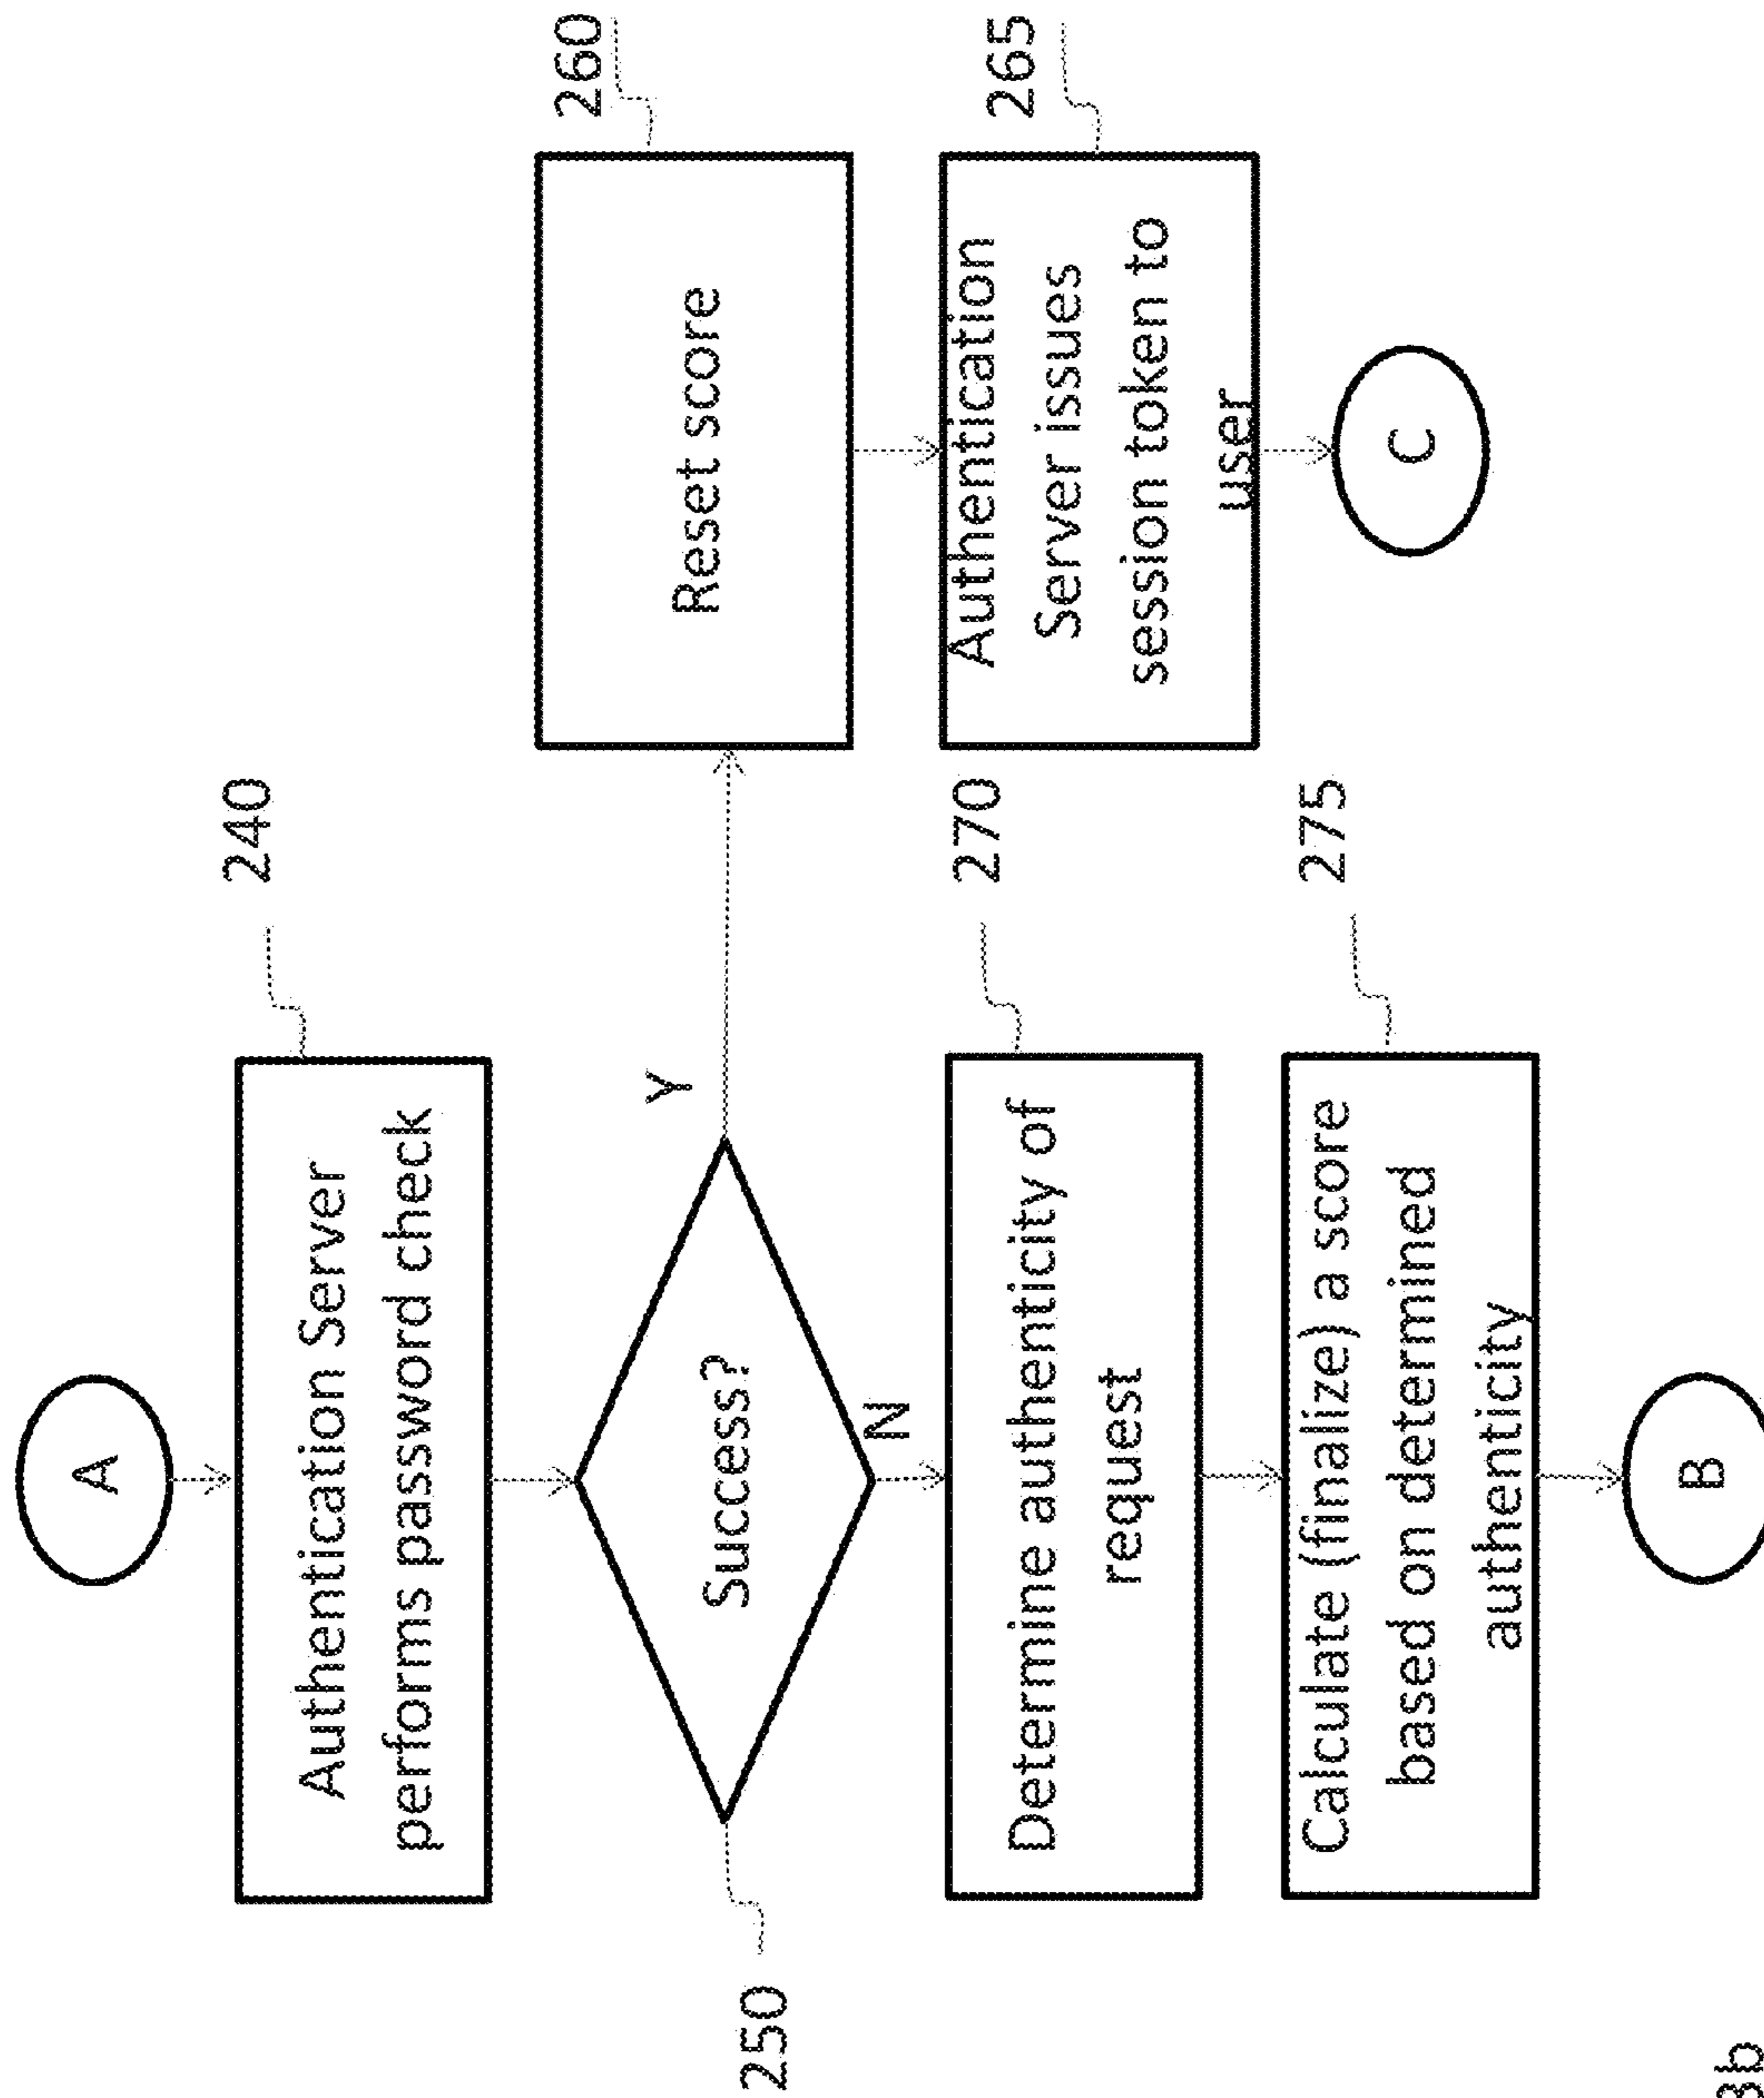 A
240
Authentication Server
performs password check
250
Success?
Y
N
260
Reset score
265
Authentication
Server issues
session token to
user
C
270
Determine authenticity of
request
275
Calculate (finalize) a score
based on determined
authenticity
B
3b